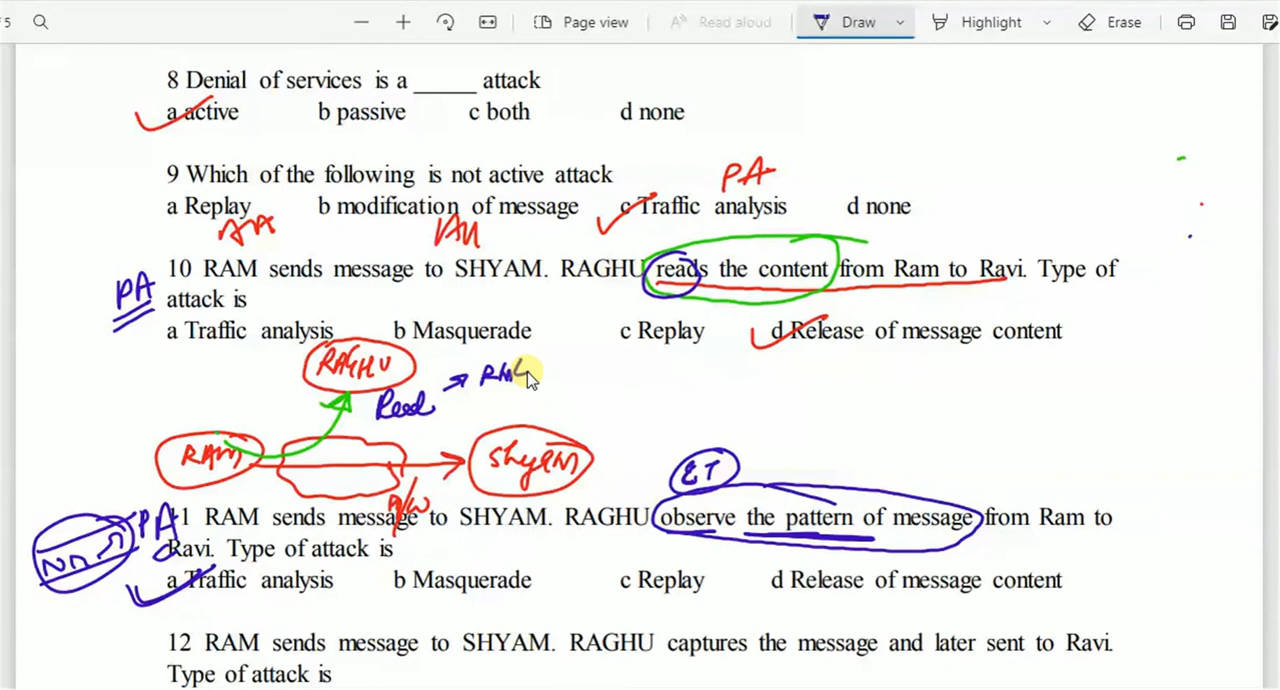 5
Page view
Read aloud
Draw
Highlight
Erase
8 Denial of services is a _____ attack
a active b passive c both d none
9 Which of the following is not active attack
PA
a Replay b modification of message c Traffic analysis d none
AA
10 RAM sends message to SHYAM. RAGHU reads the content from Ram to Ravi. Type of
PA
attack is
a Traffic analysis b Masquerade c Replay d Release of message content
RAGHU
Read
RAM
ShyAM
N/W
ET
11 RAM sends message to SHYAM. RAGHU observe the pattern of message from Ram to
PA
Ravi. Type of attack is
a Traffic analysis b Masquerade c Replay d Release of message content
12 RAM sends message to SHYAM. RAGHU captures the message and later sent to Ravi.
Type of attack is